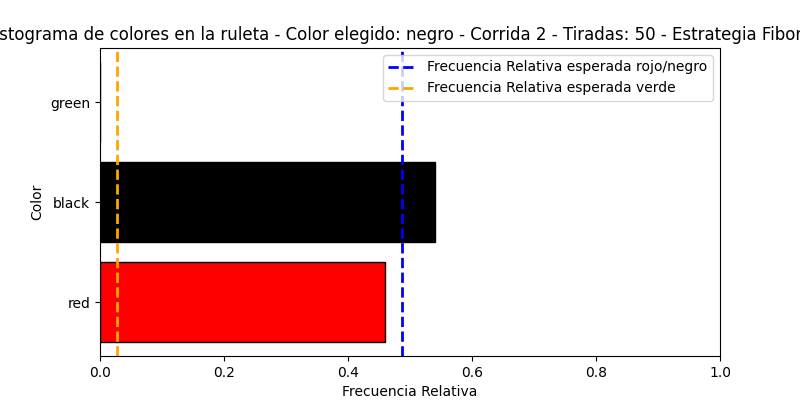 stograma de colores en la ruleta - Color elegido: negro - Corrida 2 - Tiradas: 50 - Estrategia Fibon
Frecuencia Relativa esperada rojo/negro
Frecuencia Relativa esperada verde
green
black
red
Color
0.0 0.2 0.4 0.6 0.8 1.0
Frecuencia Relativa